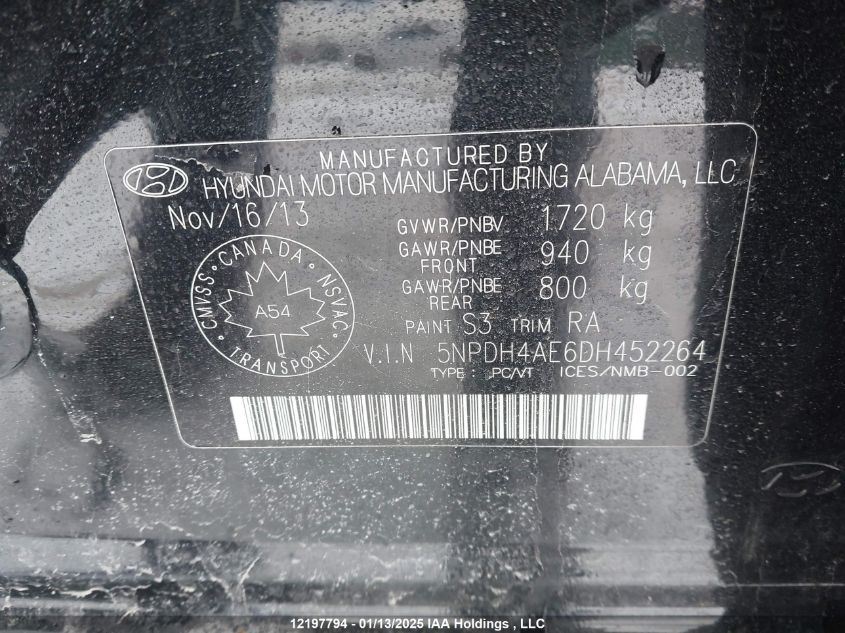 MANUFACTURED BY
HYUNDAI MOTOR MANUFACTURING ALABAMA, LLC
Nov/16/13
GVWR/PNBV 1720 kg
GAWR/PNBE FRONT 940 kg
GAWR/PNBE REAR 800 kg
PAINT S3 TRIM RA
CMVSS · CANADA · NSVAC
A54
· TRANSPORT ·
V.I.N 5NPDH4AE6DH452264
TYPE : PC/VT ICES/NMB-002
12197794 - 01/13/2025 IAA Holdings , LLC